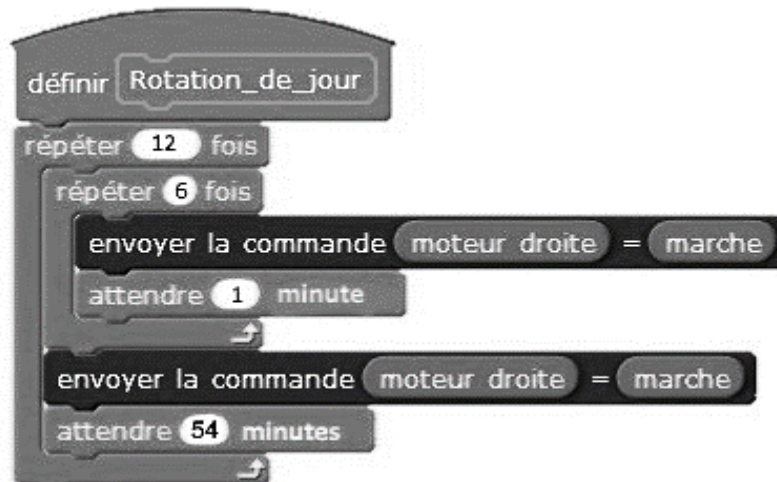 définir Rotation_de_jour
répéter 12 fois
répéter 6 fois
envoyer la commande moteur droite = marche
attendre 1 minute
envoyer la commande moteur droite = marche
attendre 54 minutes